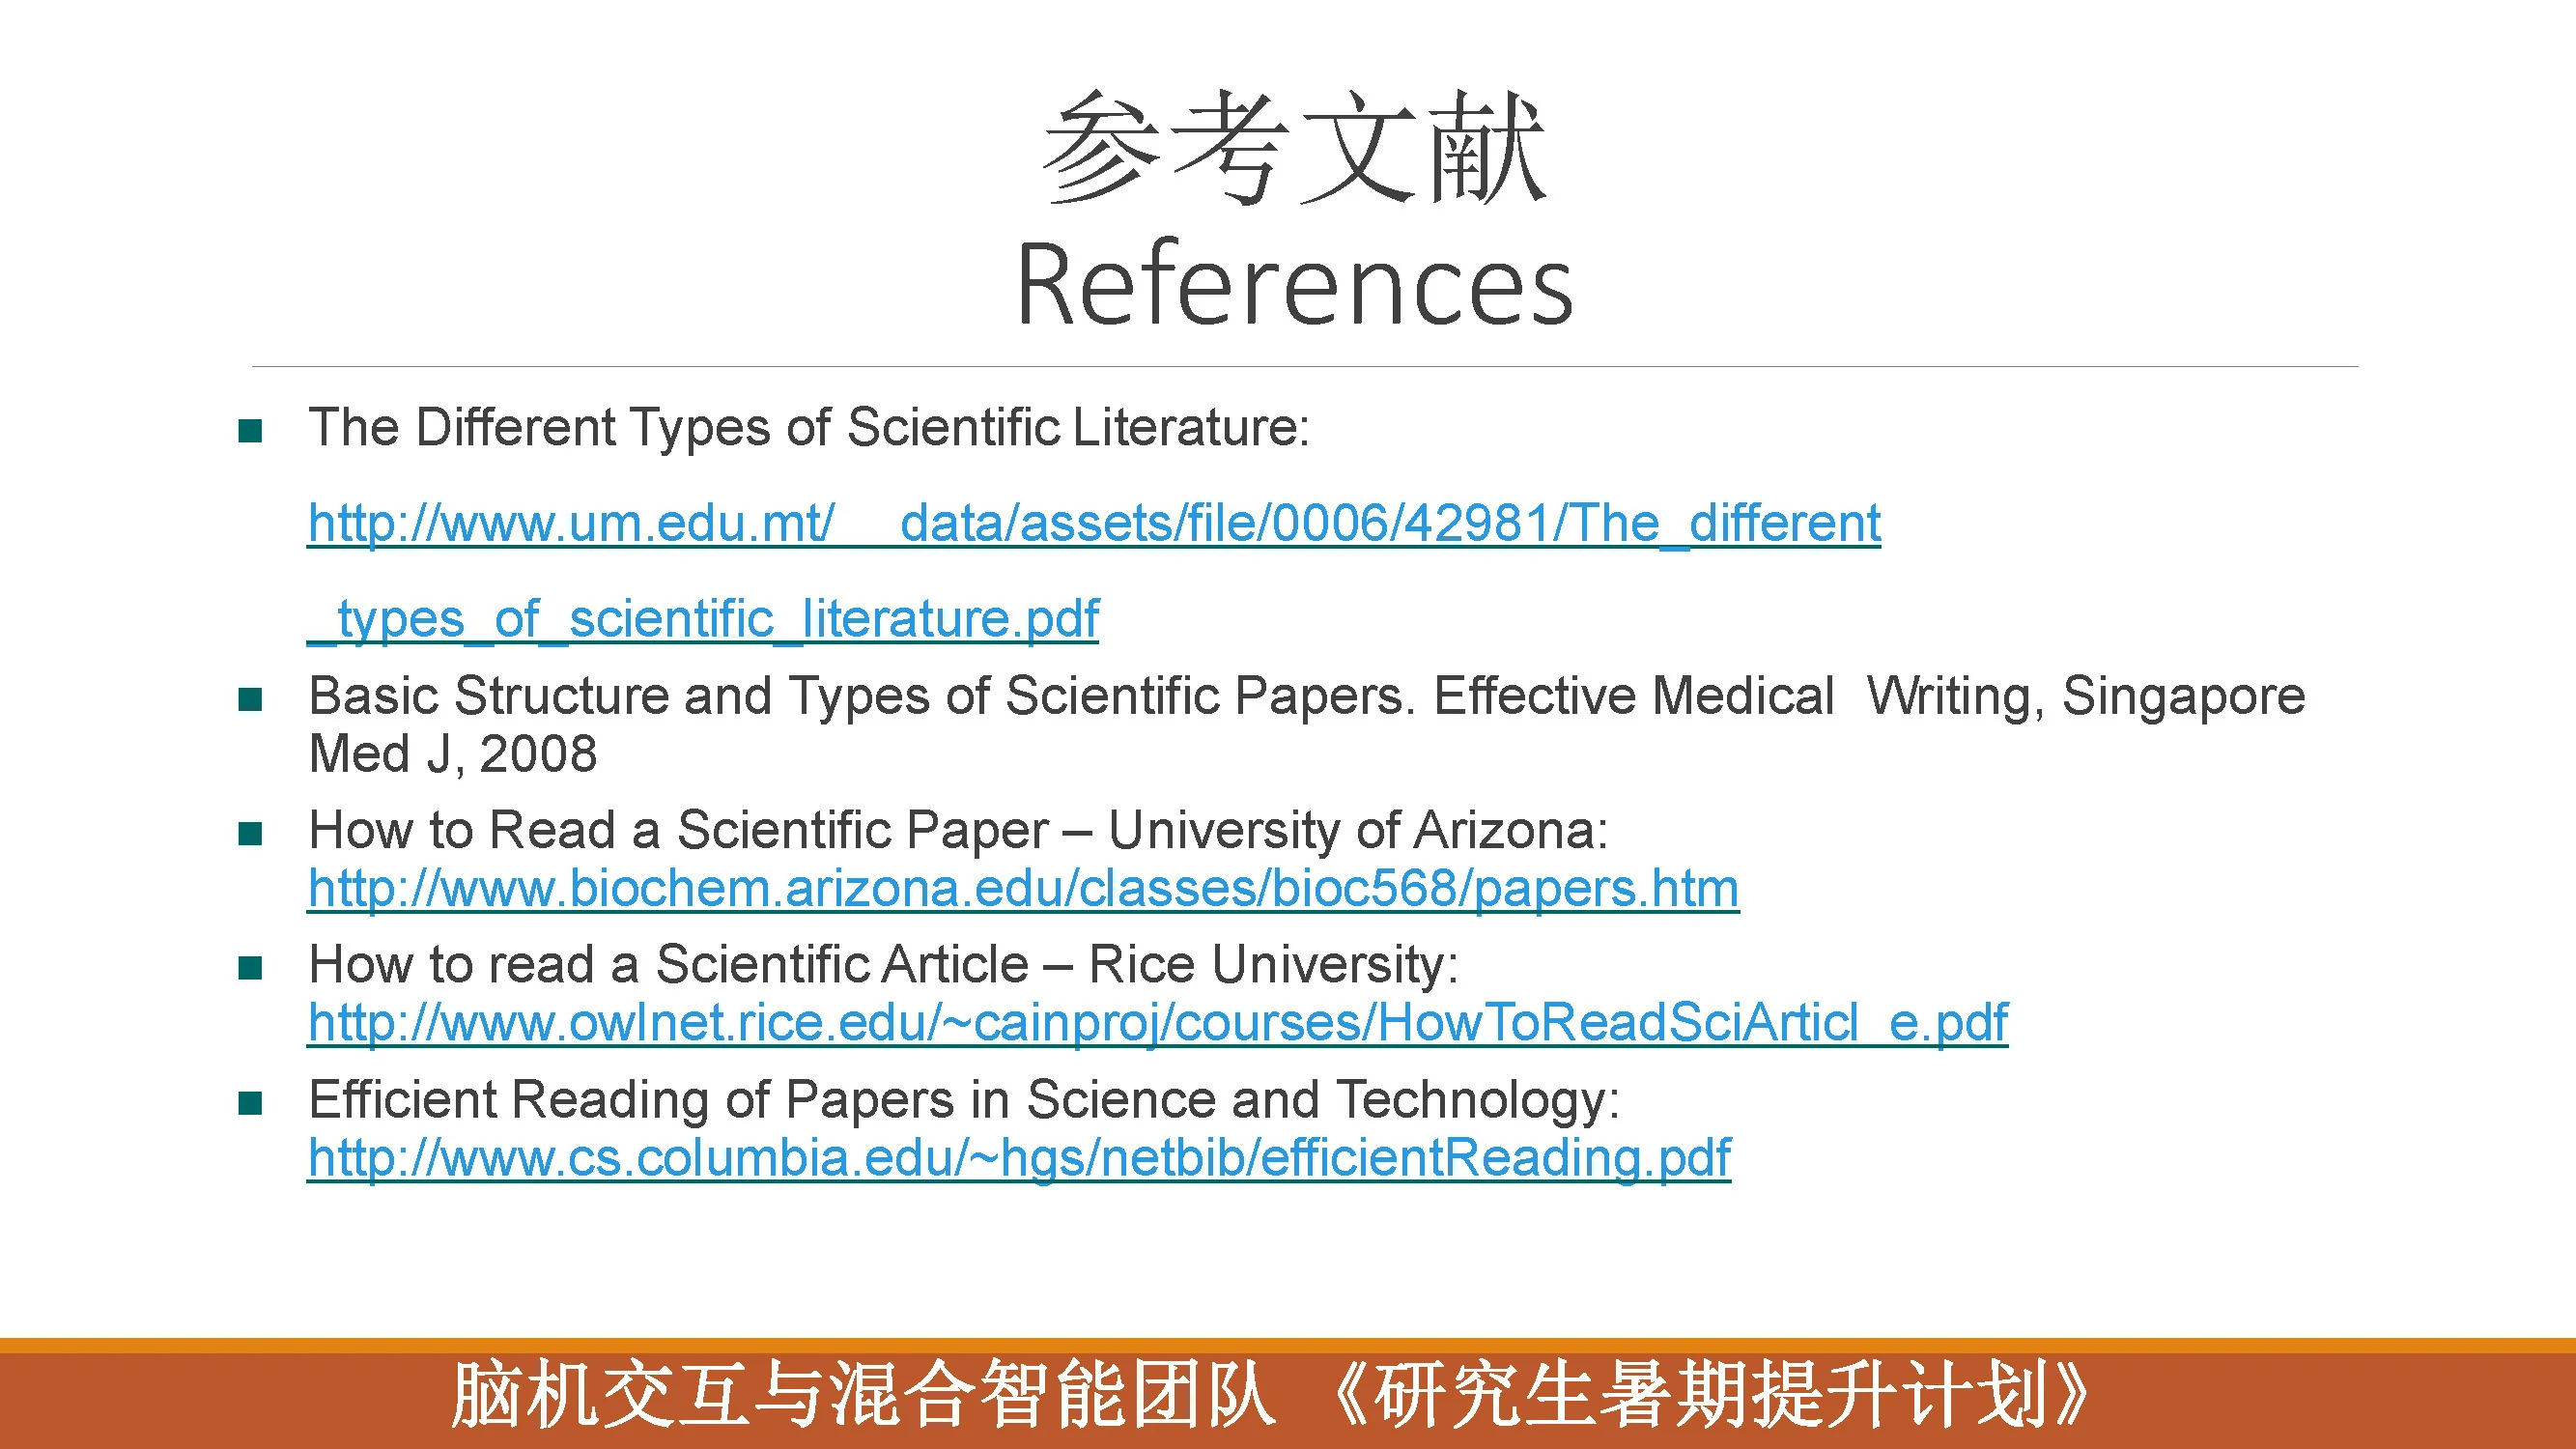 参考文献
References
The Different Types of Scientific Literature:
http://www.um.edu.mt/__data/assets/file/0006/42981/The_different
_types_of_scientific_literature.pdf
Basic Structure and Types of Scientific Papers. Effective Medical Writing, Singapore
Med J, 2008
How to Read a Scientific Paper – University of Arizona:
http://www.biochem.arizona.edu/classes/bioc568/papers.htm
How to read a Scientific Article – Rice University:
http://www.owlnet.rice.edu/~cainproj/courses/HowToReadSciArticl_e.pdf
Efficient Reading of Papers in Science and Technology:
http://www.cs.columbia.edu/~hgs/netbib/efficientReading.pdf
脑机交互与混合智能团队 《研究生暑期提升计划》